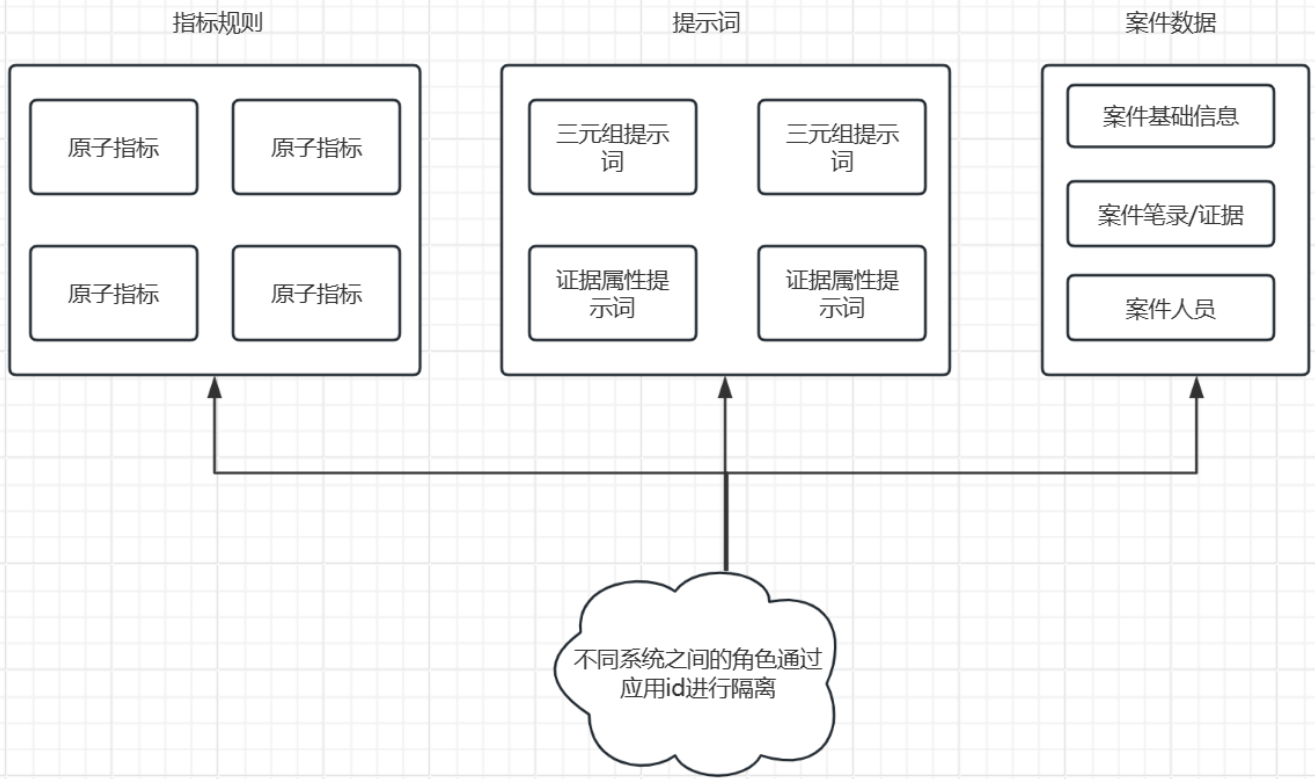 指标规则
提示词
案件数据
原子指标
原子指标
原子指标
原子指标
三元组提示
词
三元组提示
词
证据属性提
示词
证据属性提
示词
案件基础信息
案件笔录/证据
案件人员
不同系统之间的角色通过
应用id进行隔离